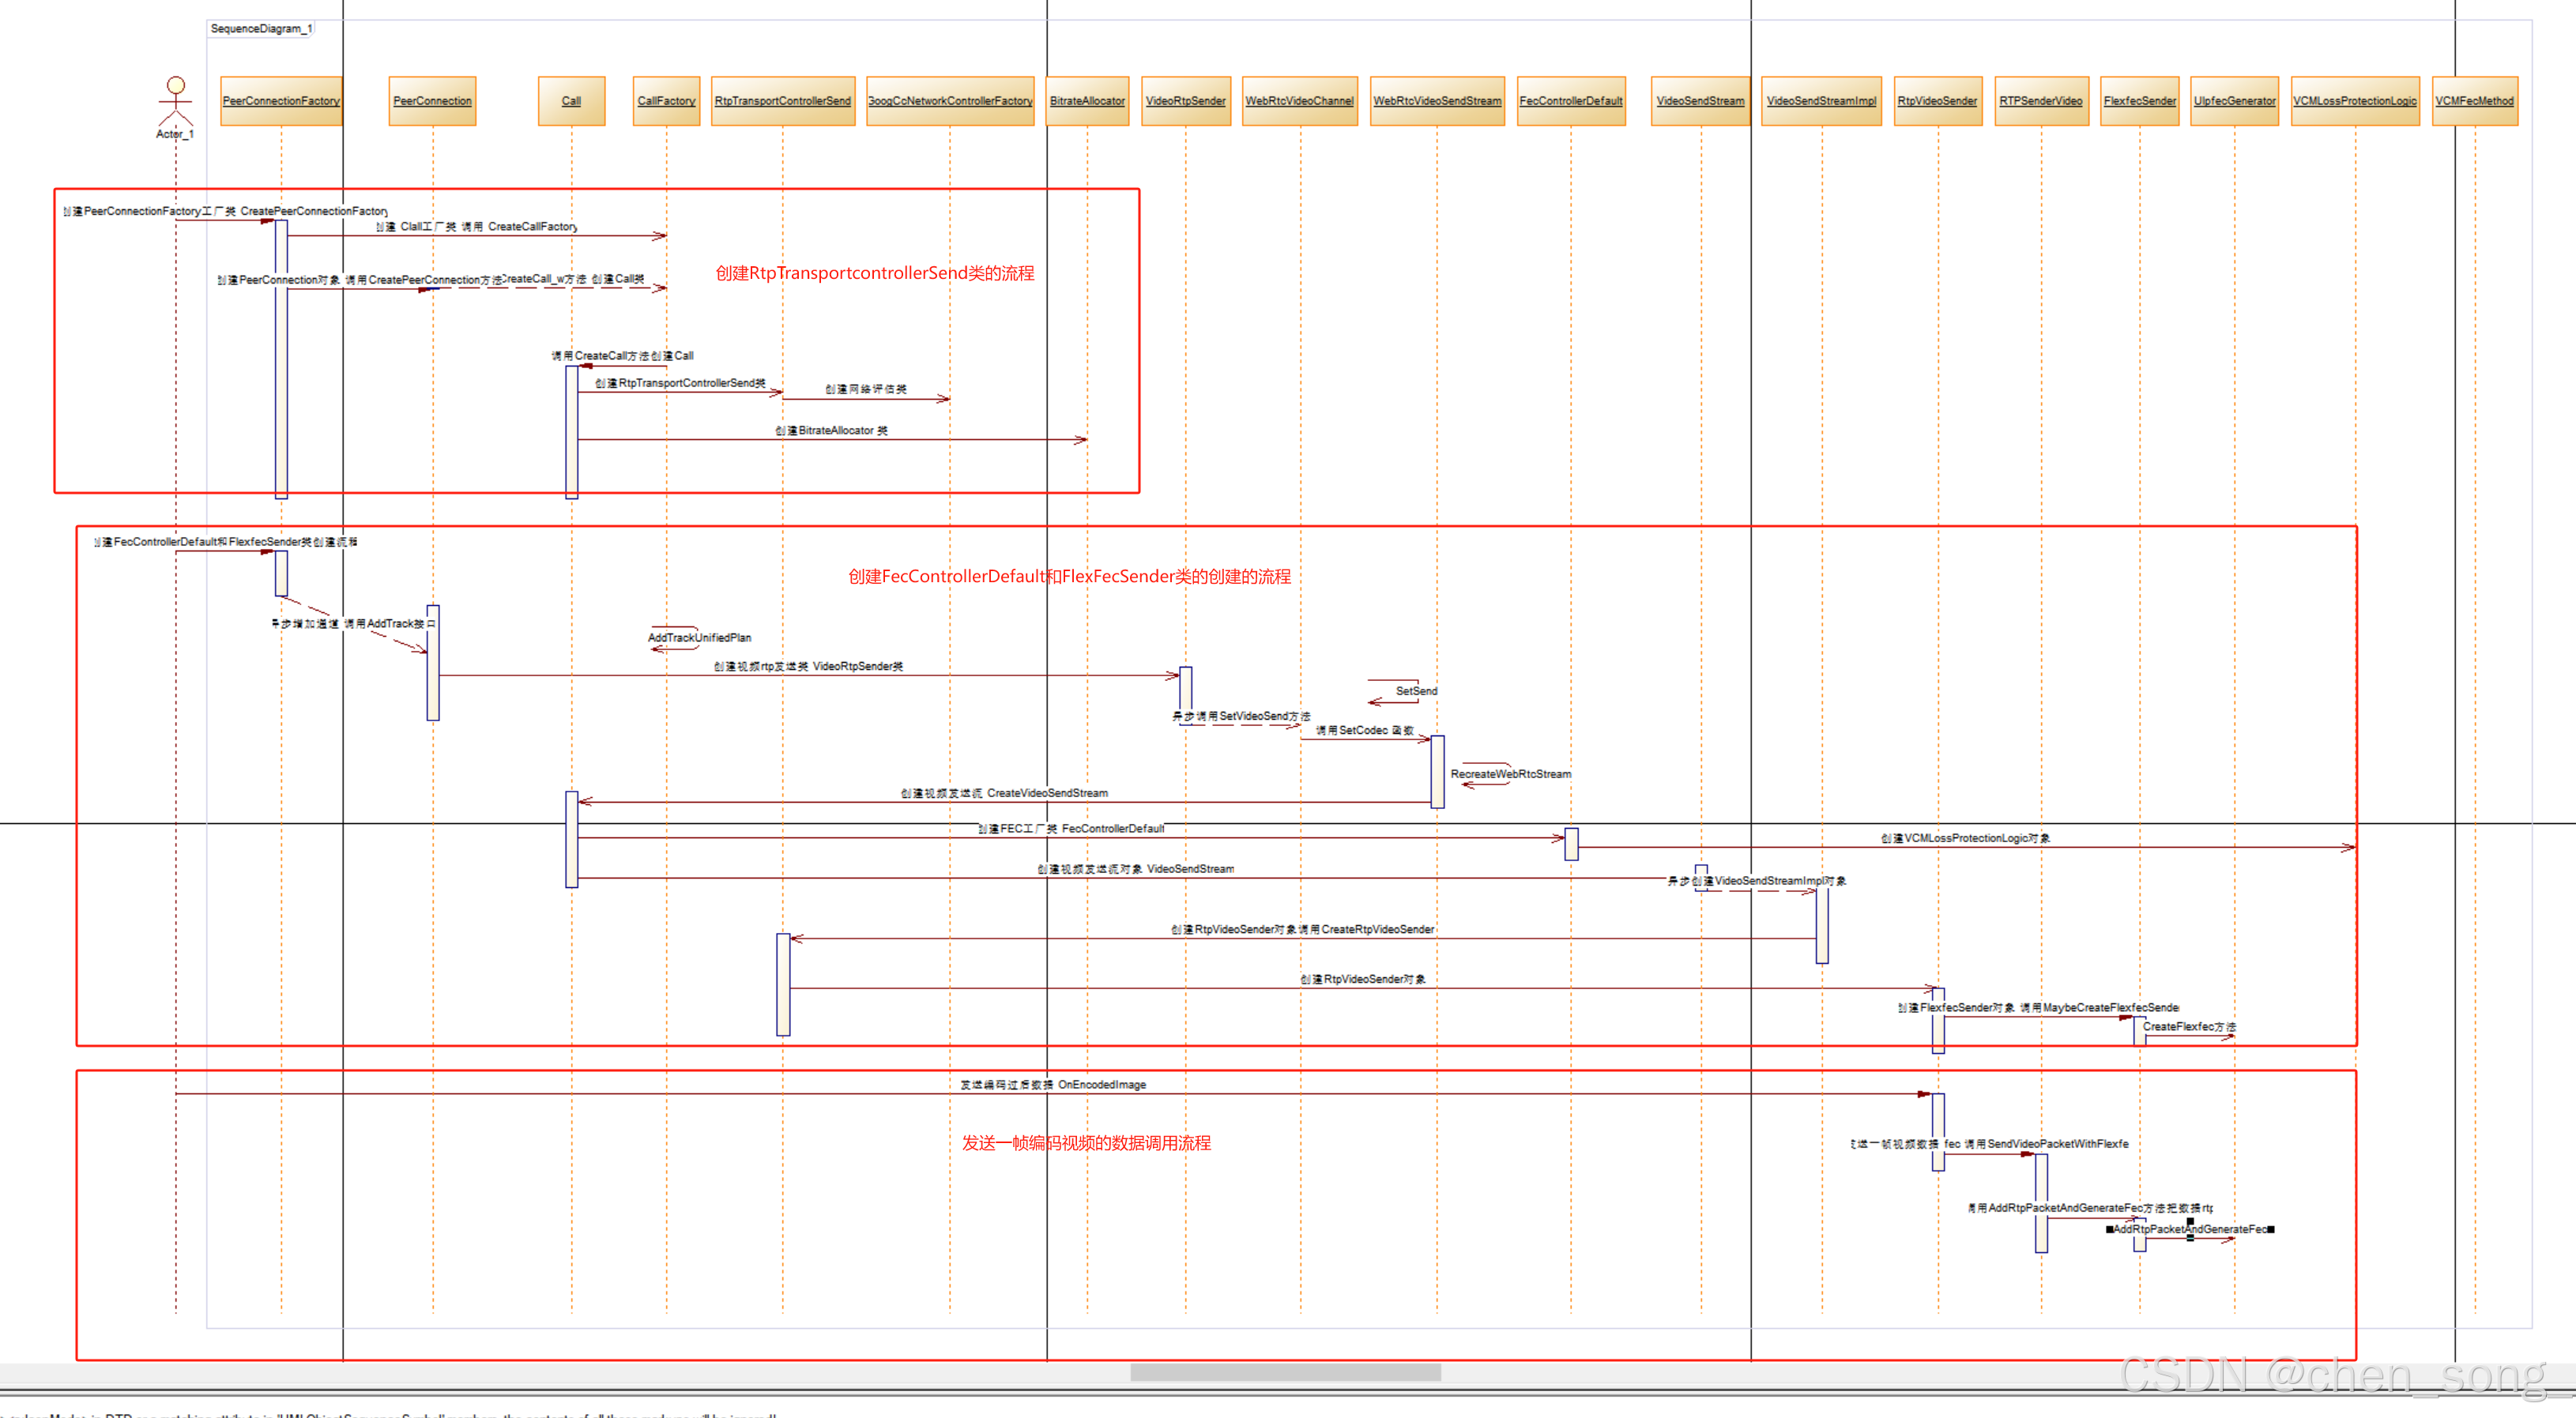 SequenceDiagram_1
Actor_1
PeerConnectionFactory
PeerConnection
Call
CallFactory
RtpTransportControllerSend
GoogCcNetworkControllerFactory
BitrateAllocator
VideoRtpSender
WebRtcVideoChannel
WebRtcVideoSendStream
FecControllerDefault
VideoSendStream
VideoSendStreamImpl
RtpVideoSender
RTPSenderVideo
FlexfecSender
UlpfecGenerator
VCMLossProtectionLogic
VCMFecMethod
创建PeerConnectionFactory工厂类 CreatePeerConnectionFactory
创建 Clall工厂类 调用 CreateCallFactory
创建RtpTransportcontrollerSend类的流程
创建PeerConnection对象 调用CreatePeerConnection方法
CreateCall_w方法 创建Call类
调用CreateCall方法创建Call
创建RtpTransportControllerSend类
创建网络评估类
创建BitrateAllocator 类
创建FecControllerDefault和FlexfecSender类创建流程
创建FecControllerDefault和FlexFecSender类的创建的流程
异步增加通道 调用AddTrack接口
AddTrackUnifiedPlan
创建视频rtp发送类 VideoRtpSender类
SetSend
异步调用SetVideoSend方法
调用SetCodec 函数
RecreateWebRtcStream
创建视频发送流 CreateVideoSendStream
创建FEC工厂类 FecControllerDefault
创建VCMLossProtectionLogic对象
创建视频发送流对象 VideoSendStream
异步创建VideoSendStreamImpl对象
创建RtpVideoSender对象调用CreateRtpVideoSender
创建RtpVideoSender对象
创建FlexfecSender对象 调用MaybeCreateFlexfecSende
CreateFlexfec方法
发送编码过后数据 OnEncodedImage
发送一帧编码视频的数据调用流程
发送一帧视频数据 fec 调用SendVideoPacketWithFlexfe
调用AddRtpPacketAndGenerateFec方法把数据rtp
AddRtpPacketAndGenerateFec
CSDN @chen_song_